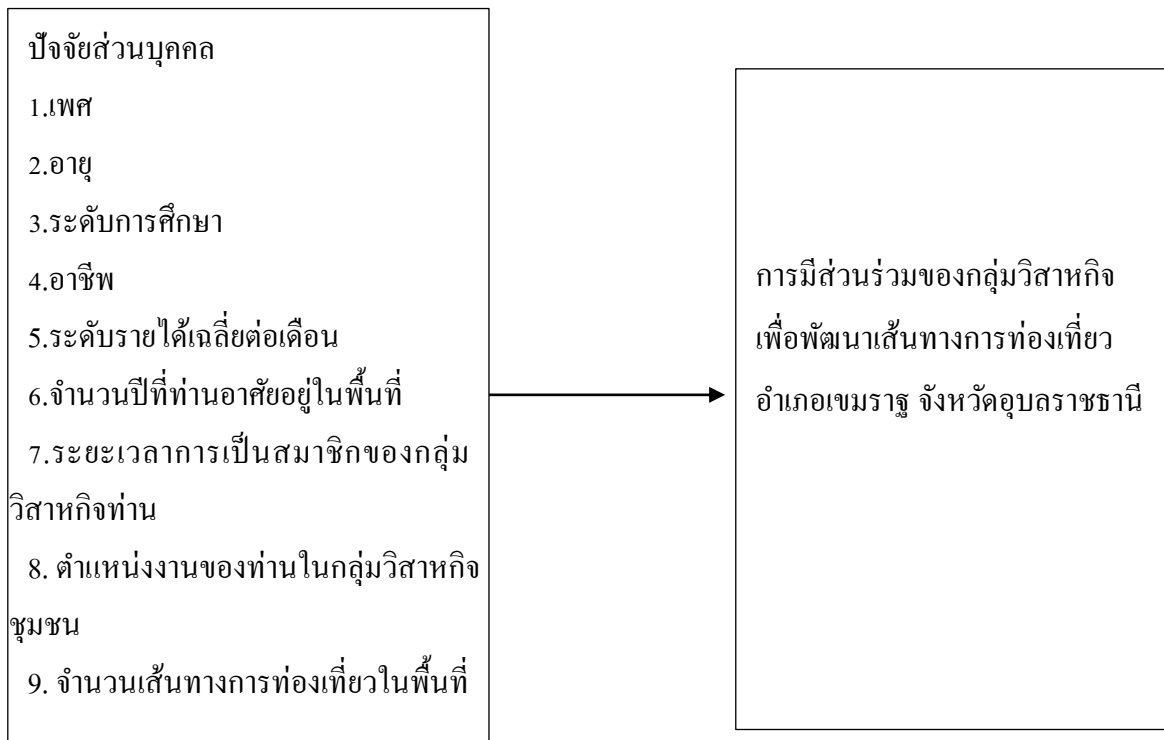 ปัจจัยส่วนบุคคล
1.เพศ
2.อายุ
3.ระดับการศึกษา
4.อาชีพ
5.ระดับรายได้เฉลี่ยต่อเดือน
6.จำนวนปีที่ท่านอาศัยอยู่ในพื้นที่
7.ระยะเวลาการเป็นสมาชิกของกลุ่ม
วิสาหกิจท่าน
8. ตำแหน่งงานของท่านในกลุ่มวิสาหกิจ
ชุมชน
9. จำนวนเส้นทางการท่องเที่ยวในพื้นที่
การมีส่วนร่วมของกลุ่มวิสาหกิจ
เพื่อพัฒนาเส้นทางการท่องเที่ยว
อำเภอเขมราฐ จังหวัดอุบลราชธานี